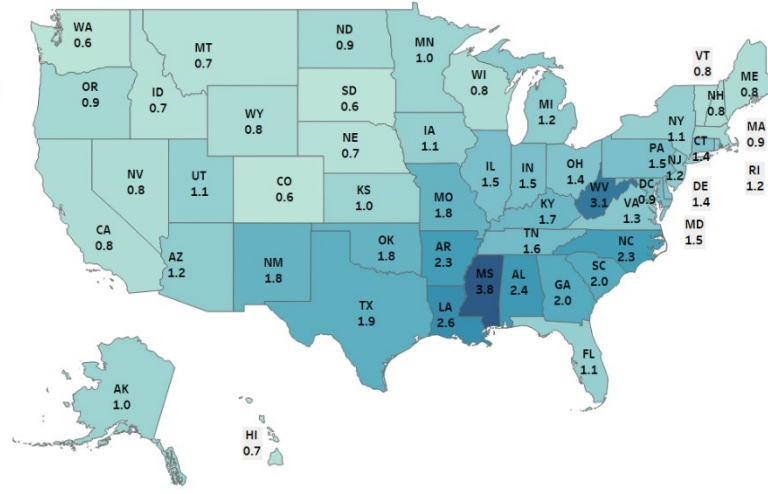 WA
0.6
OR
0.9
CA
0.8
ID
0.7
NV
0.8
MT
0.7
WY
0.8
UT
1.1
AZ
1.2
CO
0.6
NM
1.8
ND
0.9
SD
0.6
NE
0.7
KS
1.0
OK
1.8
TX
1.9
MN
1.0
IA
1.1
MO
1.8
AR
2.3
LA
2.6
WI
0.8
IL
1.5
MI
1.2
IN
1.5
OH
1.4
KY
1.7
TN
1.6
MS
3.8
AL
2.4
GA
2.0
FL
1.1
SC
2.0
NC
2.3
WV
3.1
VA
1.3
DC
0.9
PA
1.5
NY
1.1
NJ
1.2
CT
1.4
VT
0.8
NH
0.8
ME
0.8
MA
0.9
RI
1.2
DE
1.4
MD
1.5
AK
1.0
HI
0.7